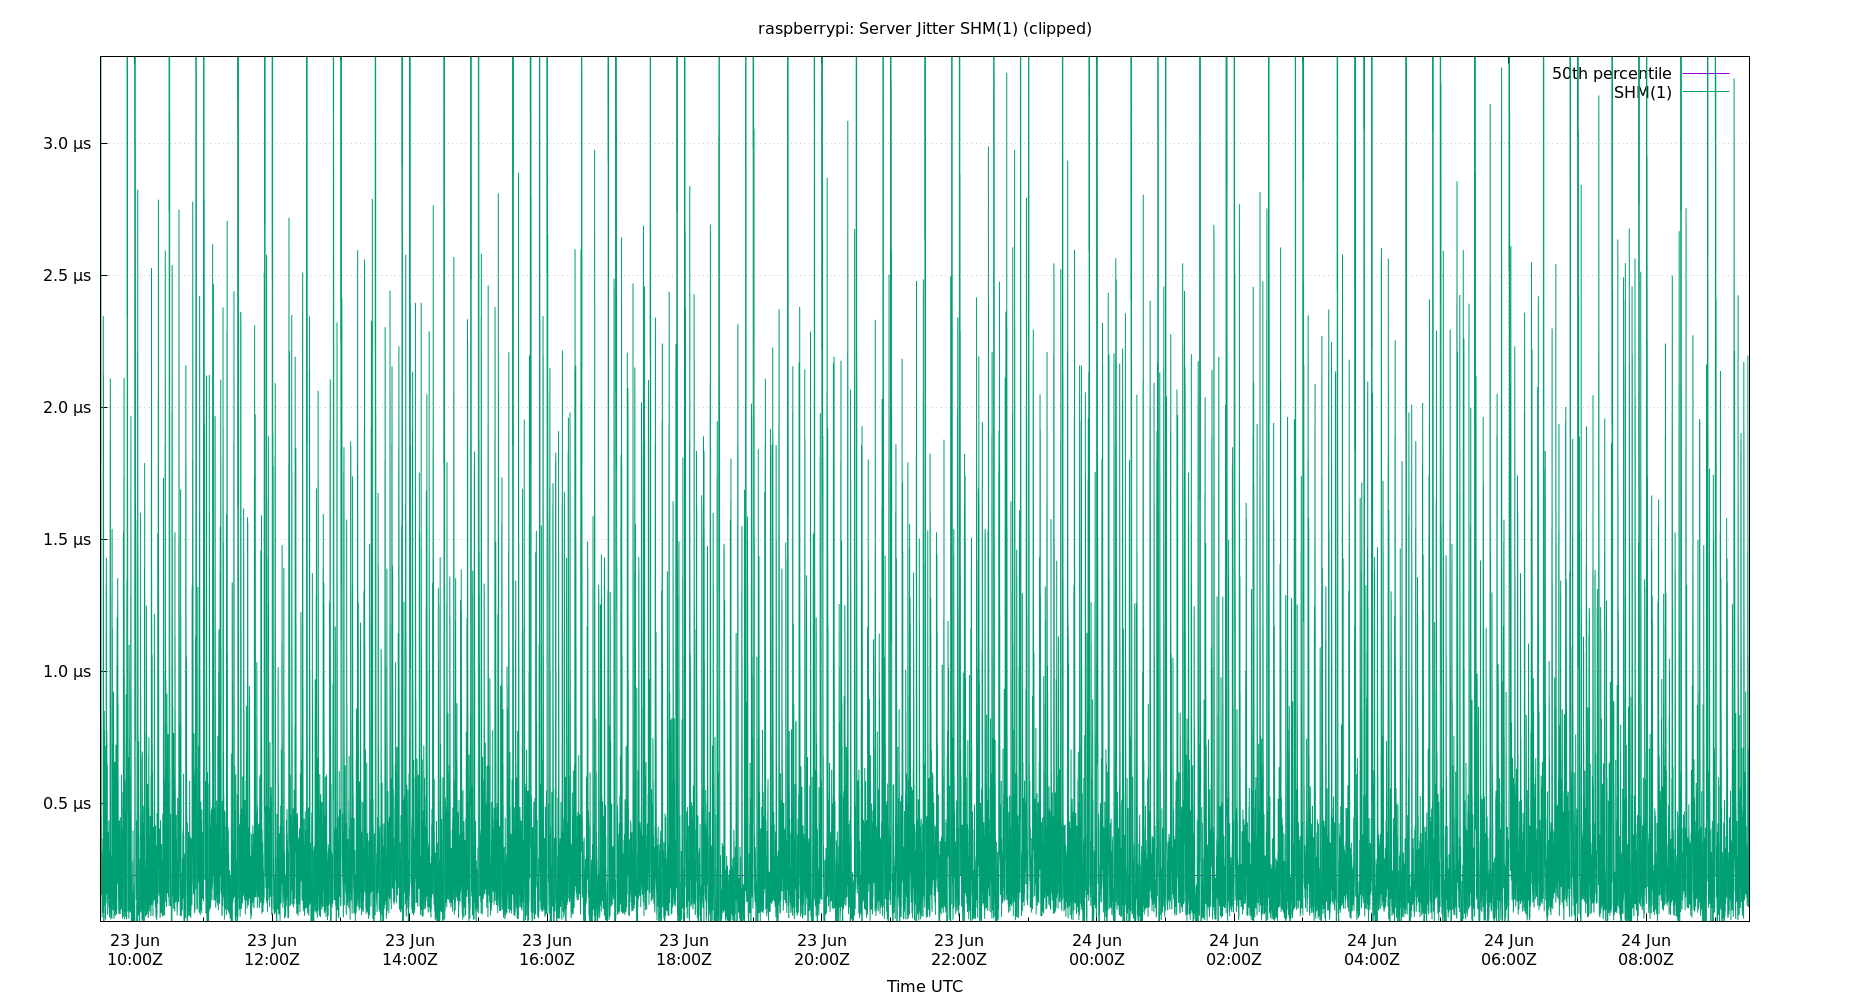 raspberrypi: Server Jitter SHM(1) (clipped)
50th percentile
SHM(1)
3.0 µs
2.5 µs
2.0 µs
1.5 µs
1.0 µs
0.5 µs
23 Jun 23 Jun 23 Jun 23 Jun 23 Jun 23 Jun 23 Jun 24 Jun 24 Jun 24 Jun 24 Jun 24 Jun
10:00Z 12:00Z 14:00Z 16:00Z 18:00Z 20:00Z 22:00Z 00:00Z 02:00Z 04:00Z 06:00Z 08:00Z
Time UTC